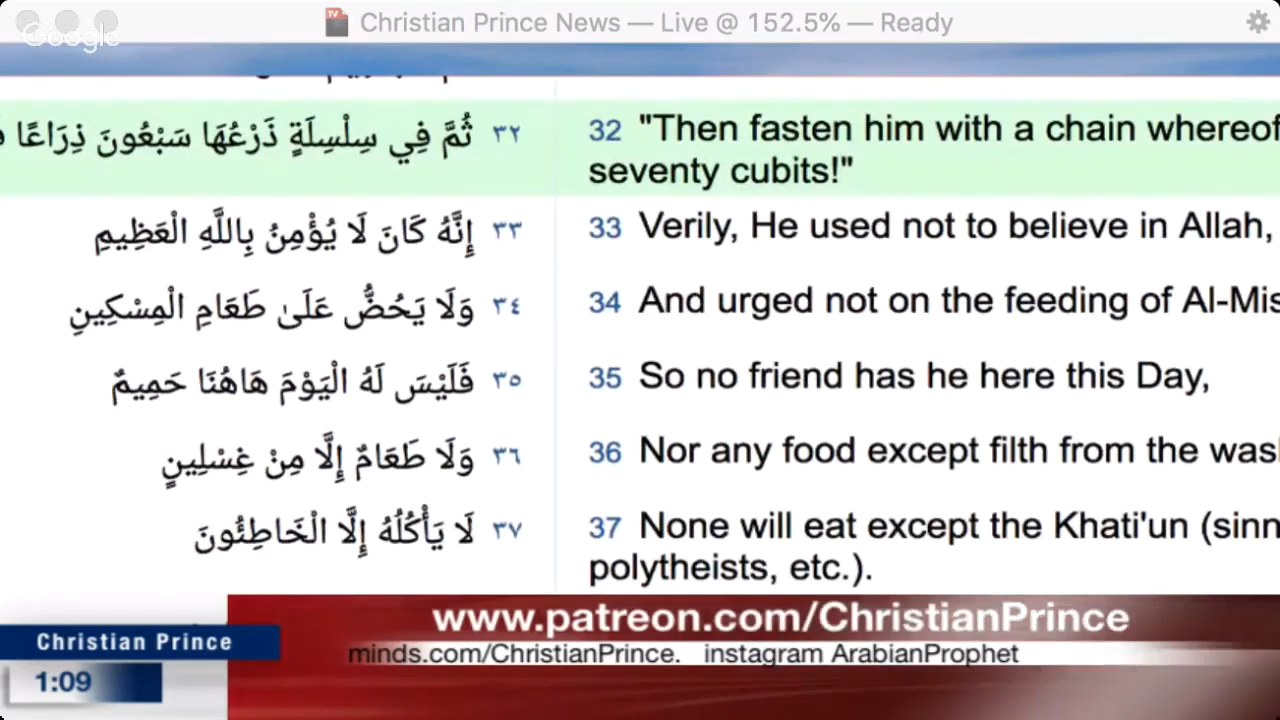 Christian Prince News — Live @ 152.5% — Ready
Google
ثُمَّ فِي سِلْسِلَةٍ ذَرْعُهَا سَبْعُونَ ذِرَاعًا ٣٢
32 "Then fasten him with a chain whereof
seventy cubits!"
إِنَّهُ كَانَ لَا يُؤْمِنُ بِاللَّهِ الْعَظِيمِ ٣٣
33 Verily, He used not to believe in Allah,
وَلَا يَحُضُّ عَلَىٰ طَعَامِ الْمِسْكِينِ ٣٤
34 And urged not on the feeding of Al-Mis
فَلَيْسَ لَهُ الْيَوْمَ هَاهُنَا حَمِيمٌ ٣٥
35 So no friend has he here this Day,
وَلَا طَعَامٌ إِلَّا مِنْ غِسْلِينٍ ٣٦
36 Nor any food except filth from the was
لَا يَأْكُلُهُ إِلَّا الْخَاطِئُونَ ٣٧
37 None will eat except the Khati'un (sinn
polytheists, etc.).
www.patreon.com/ChristianPrince
Christian Prince
minds.com/ChristianPrince. instagram ArabianProphet
1:09